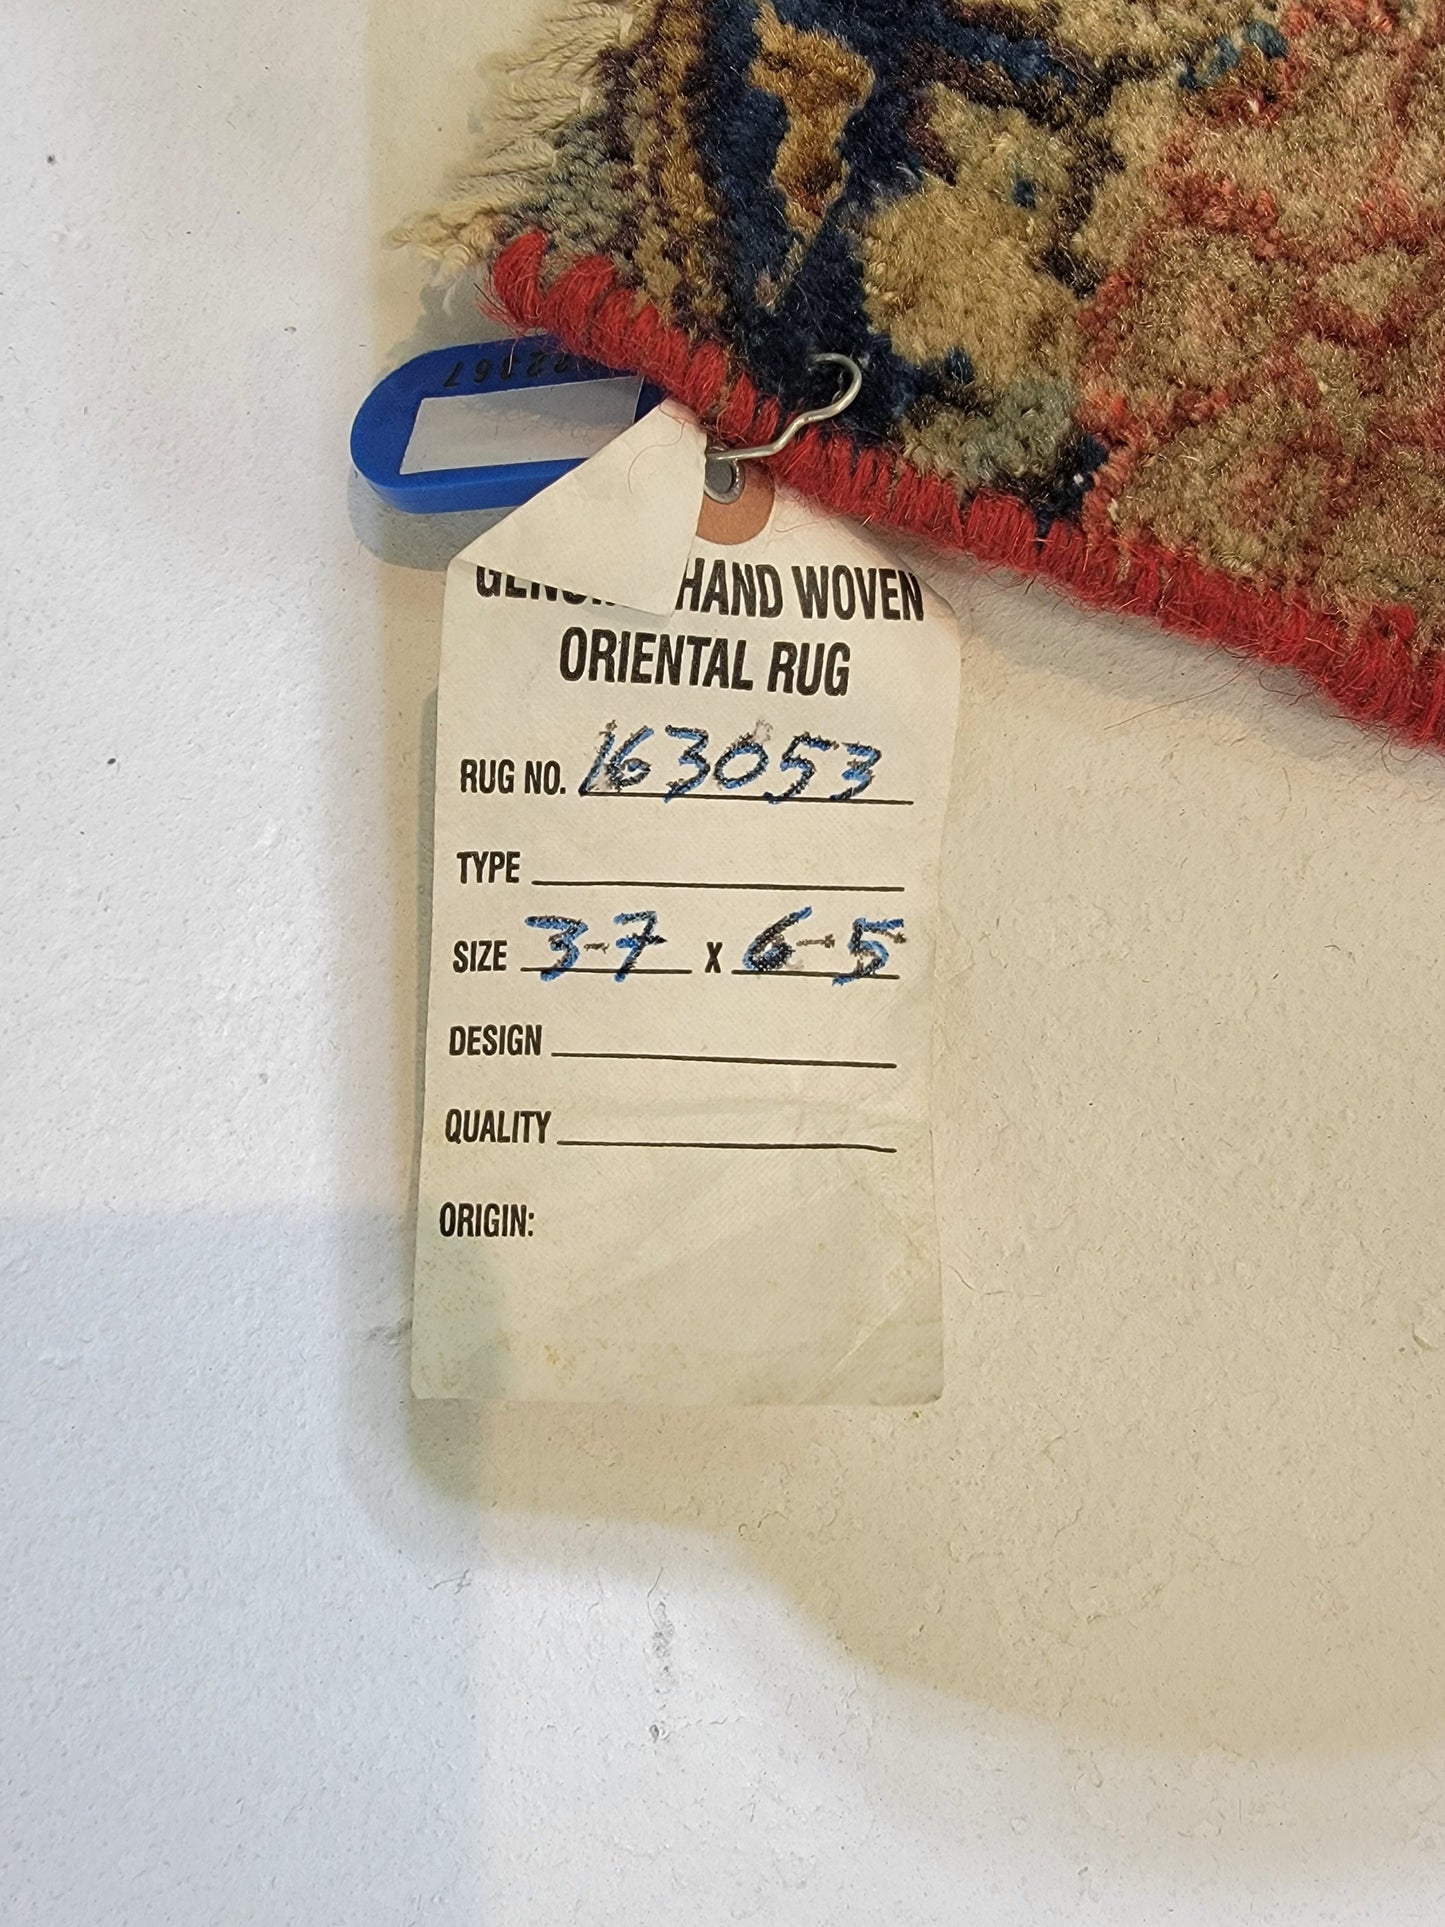 HAND WOVEN
ORIENTAL RUG
RUG NO. 163053
TYPE
SIZE 3-7 X 6-5
DESIGN
QUALITY
ORIGIN: